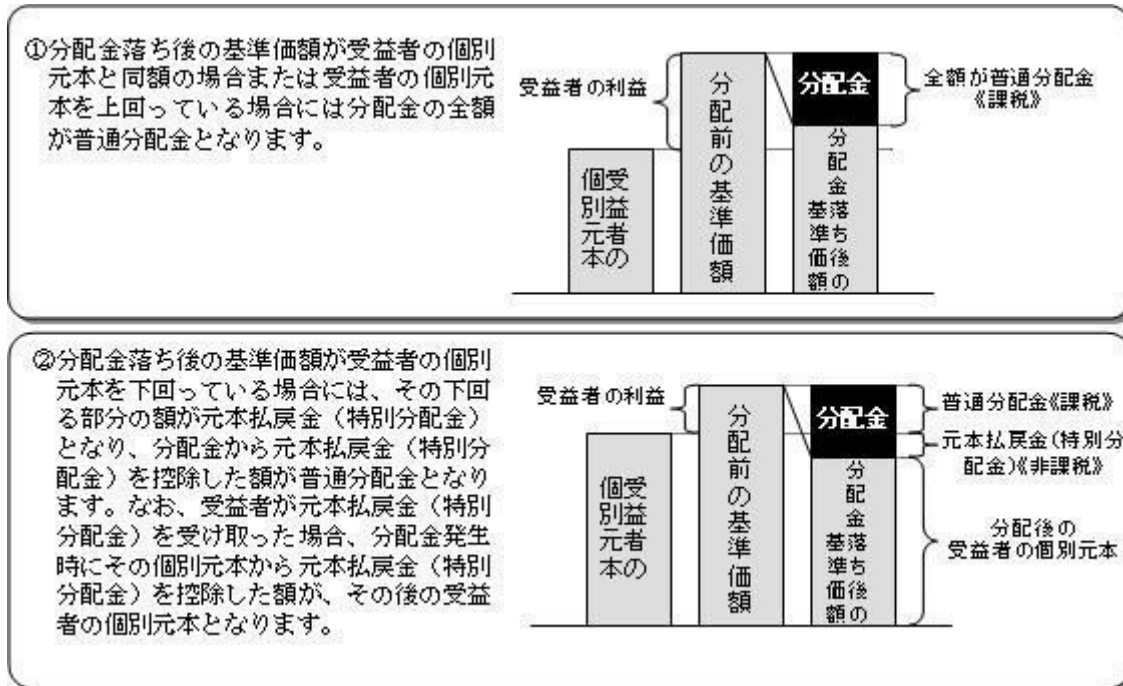 ①分配金落ち後の基準価額が受益者の個別
元本と同額の場合または受益者の個別元
本を上回っている場合には分配金の全額
が普通分配金となります。
受益者の利益
受益者の
個別元本
分配前の基準価額
分配金
分配金落ち後の
基準価額
全額が普通分配金
《課税》
②分配金落ち後の基準価額が受益者の個別
元本を下回っている場合には、その下回
る部分の額が元本払戻金（特別分配金）
となり、分配金から元本払戻金（特別分
配金）を控除した額が普通分配金となり
ます。なお、受益者が元本払戻金（特別
分配金）を受け取った場合、分配金発生
時にその個別元本から元本払戻金（特別
分配金）を控除した額が、その後の受益
者の個別元本となります。
受益者の利益
受益者の
個別元本
分配前の基準価額
分配金
分配金落ち後の
基準価額
普通分配金《課税》
元本払戻金(特別分
配金)《非課税》
分配後の
受益者の個別元本